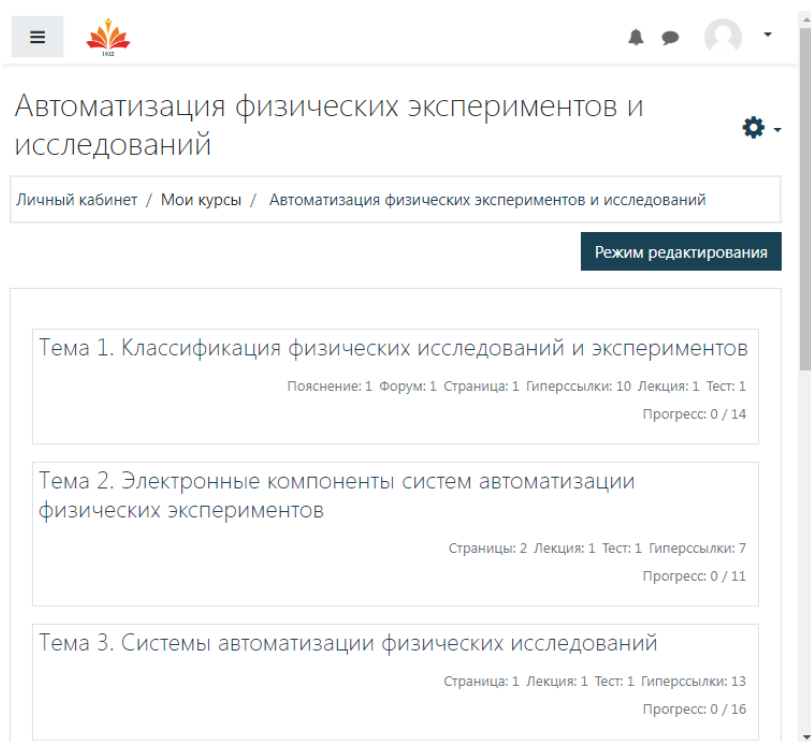 1932
Автоматизация физических экспериментов и
исследований
Личный кабинет / Мои курсы / Автоматизация физических экспериментов и исследований
Режим редактирования
Тема 1. Классификация физических исследований и экспериментов
Пояснение: 1 Форум: 1 Страница: 1 Гиперссылки: 10 Лекция: 1 Тест: 1
Прогресс: 0 / 14
Тема 2. Электронные компоненты систем автоматизации
физических экспериментов
Страницы: 2 Лекция: 1 Тест: 1 Гиперссылки: 7
Прогресс: 0 / 11
Тема 3. Системы автоматизации физических исследований
Страница: 1 Лекция: 1 Тест: 1 Гиперссылки: 13
Прогресс: 0 / 16